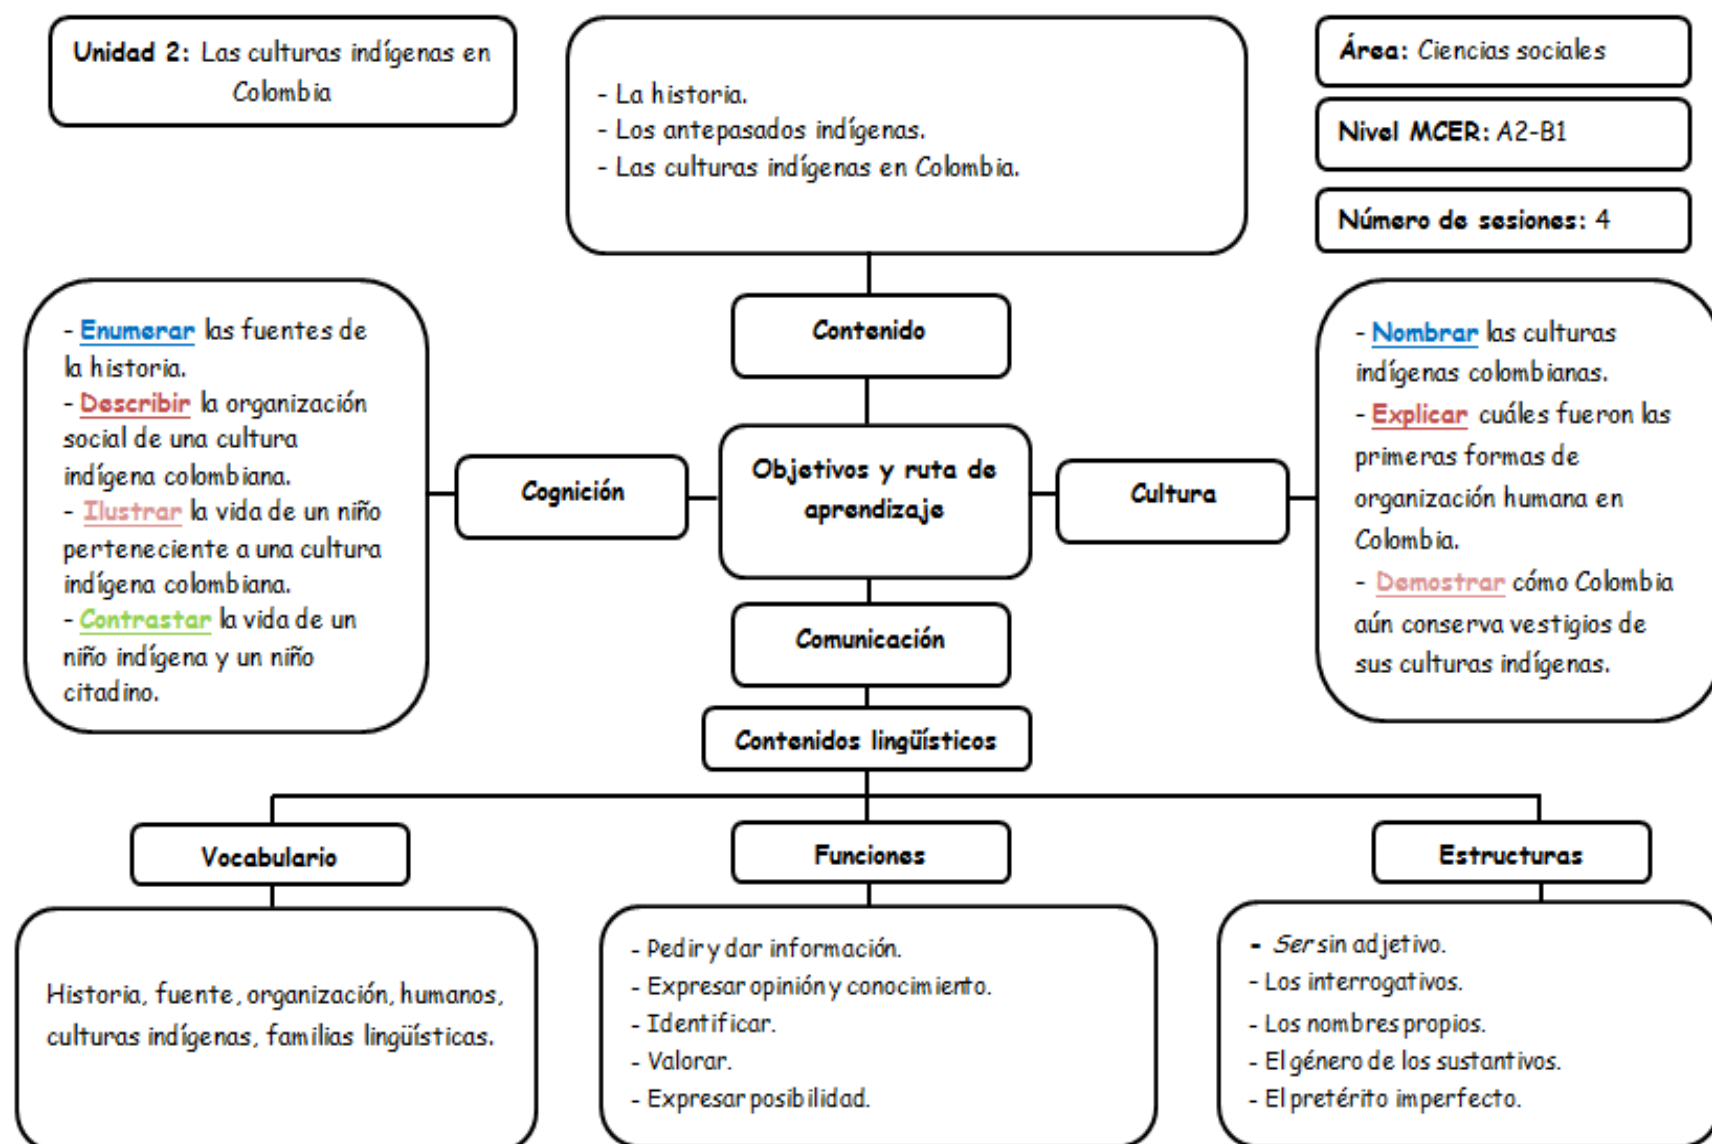 Unidad 2: Las culturas indígenas en
Colombia
- La historia.
- Los antepasados indígenas.
- Las culturas indígenas en Colombia.
Área: Ciencias sociales
Nivel MCER: A2-B1
Número de sesiones: 4
Contenido
- Enumerar las fuentes de
la historia.
- Describir la organización
social de una cultura
indígena colombiana.
- Ilustrar la vida de un niño
perteneciente a una cultura
indígena colombiana.
- Contrastar la vida de un
niño indígena y un niño
citadino.
Cognición
Objetivos y ruta de
aprendizaje
Cultura
- Nombrar las culturas
indígenas colombianas.
- Explicar cuáles fueron las
primeras formas de
organización humana en
Colombia.
- Demostrar cómo Colombia
aún conserva vestigios de
sus culturas indígenas.
Comunicación
Contenidos lingüísticos
Vocabulario
Funciones
Estructuras
Historia, fuente, organización, humanos,
culturas indígenas, familias lingüísticas.
- Pedir y dar información.
- Expresar opinión y conocimiento.
- Identificar.
- Valorar.
- Expresar posibilidad.
- Ser sin adjetivo.
- Los interrogativos.
- Los nombres propios.
- El género de los sustantivos.
- El pretérito imperfecto.